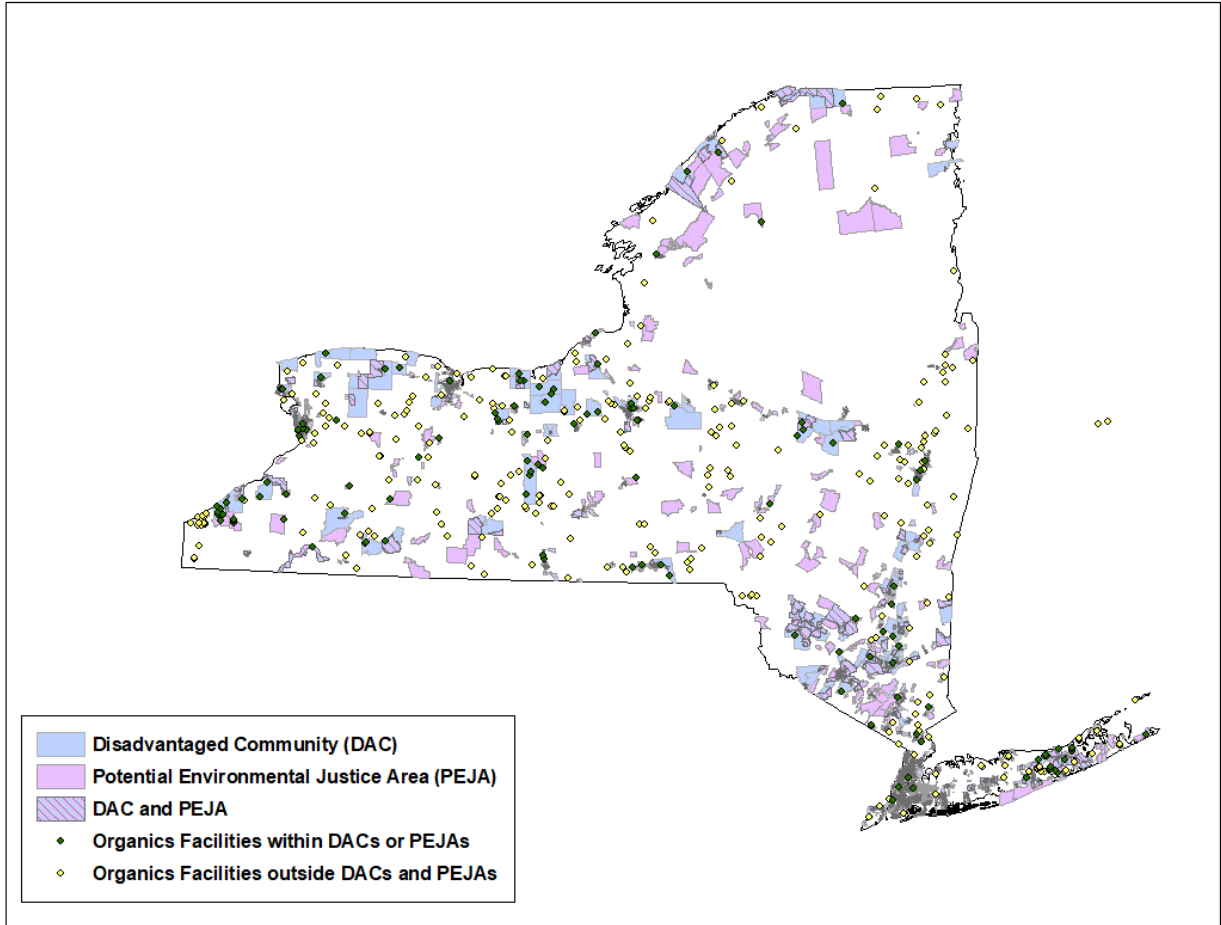 Disadvantaged Community (DAC)
Potential Environmental Justice Area (PEJA)
DAC and PEJA
Organics Facilities within DACs or PEJAs
Organics Facilities outside DACs and PEJAs